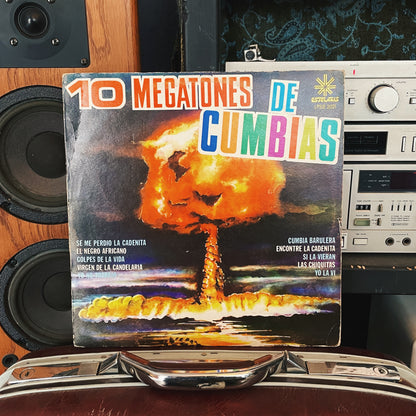 10 MEGATONES DE
CUMBIAS
SE ME PERDIO LA CADENITA
EL NEGRO AFRICANO
GOLPES DE LA VIDA
VIRGEN DE LA CANDELARIA
CUMBIA BARULERA
ENCONTRE LA CADENITA
SI LA VIERAN
LAS CHIQUITAS
YO LA VI